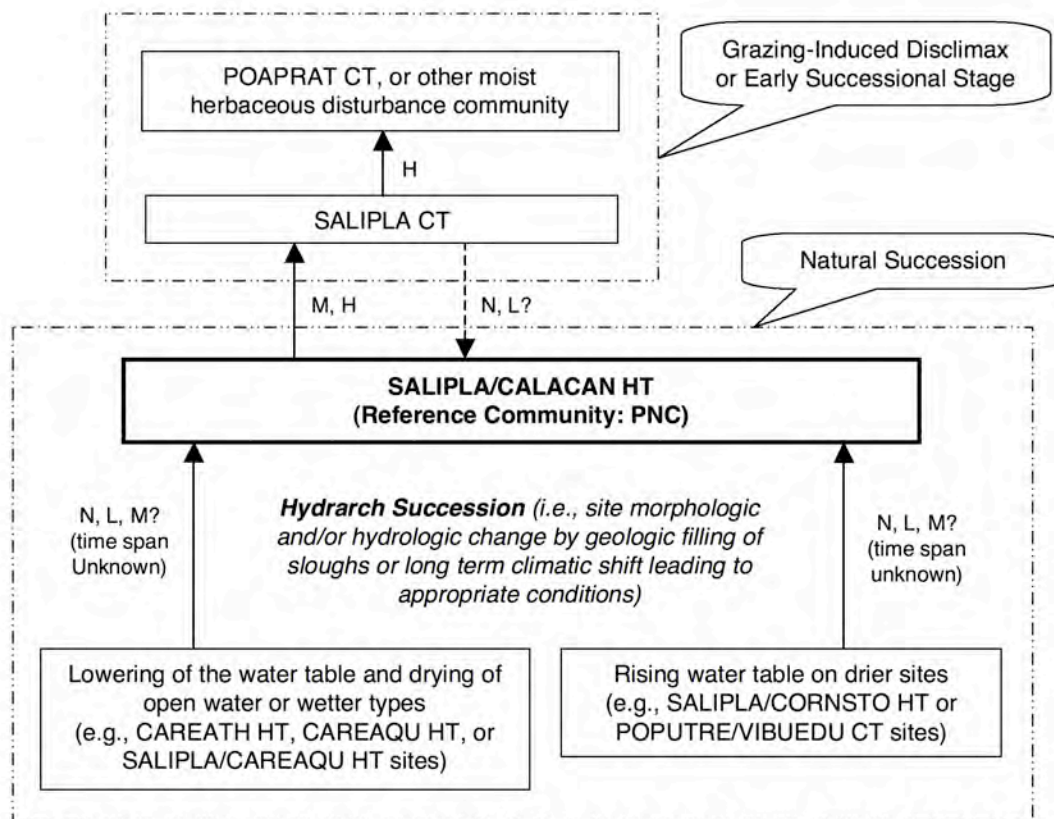 Grazing-Induced Disclimax
or Early Successional Stage
POAPRAT CT, or other moist
herbaceous disturbance community
H
SALIPLA CT
Natural Succession
M, H
N, L?
SALIPLA/CALACAN HT
(Reference Community: PNC)
N, L, M?
(time span
Unknown)
Hydrarch Succession (i.e., site morphologic
and/or hydrologic change by geologic filling of
sloughs or long term climatic shift leading to
appropriate conditions)
N, L, M?
(time span
unknown)
Lowering of the water table and drying of
open water or wetter types
(e.g., CAREATH HT, CAREAQU HT, or
SALIPLA/CAREAQU HT sites)
Rising water table on drier sites
(e.g., SALIPLA/CORNSTO HT or
POPUTRE/VIBUEDU CT sites)